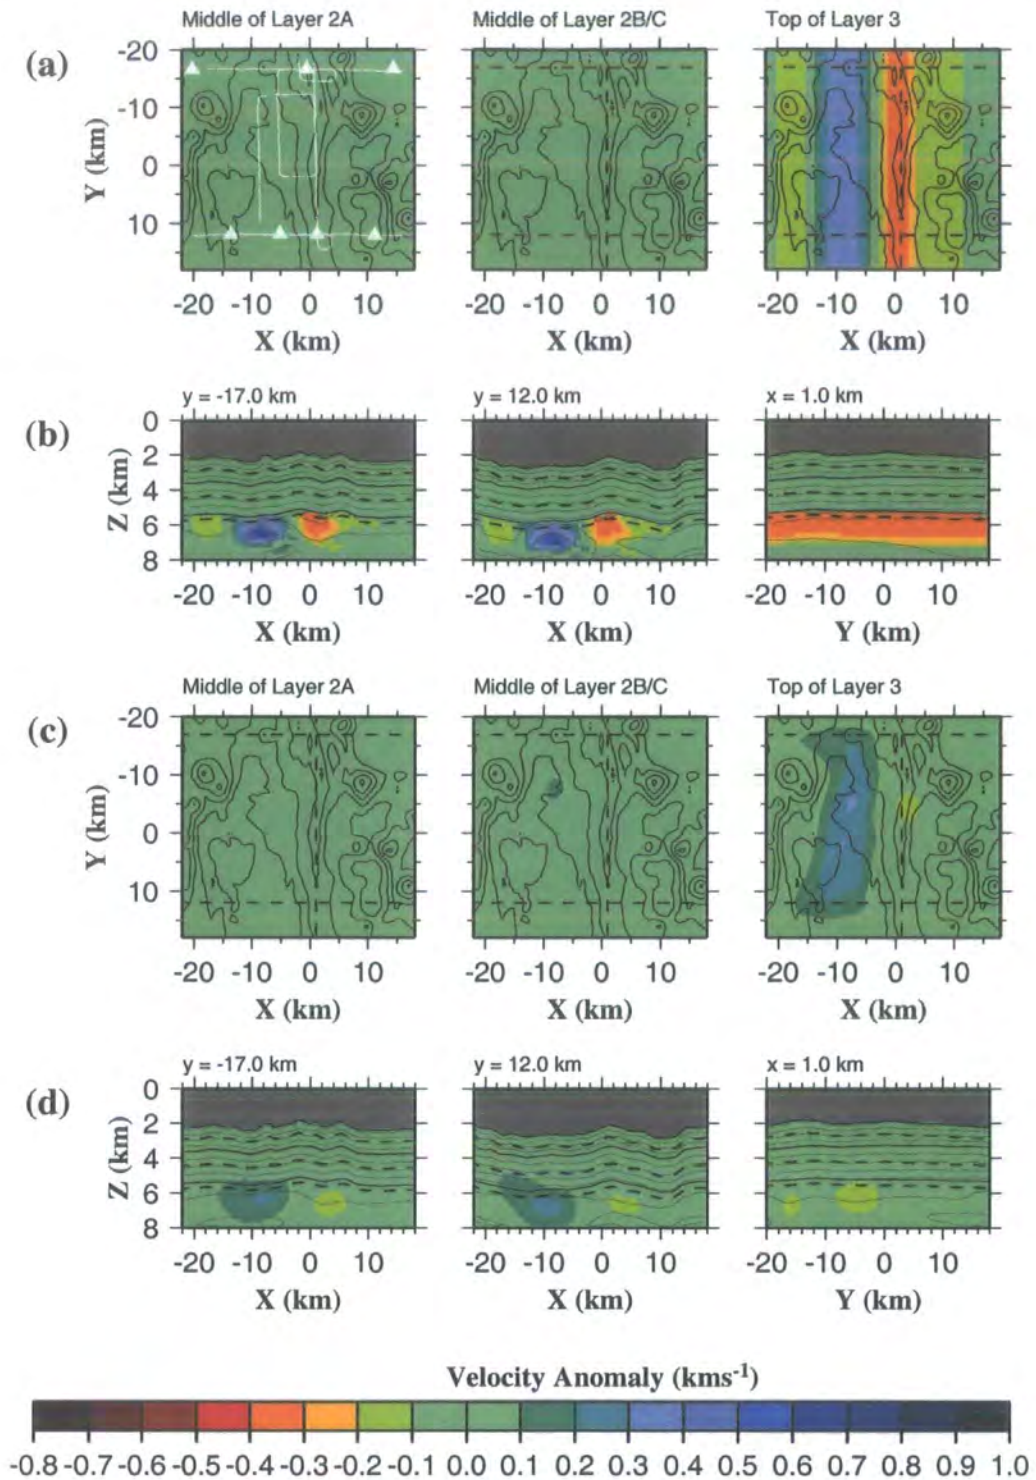 Middle of Layer 2A Middle of Layer 2B/C Top of Layer 3
(a)
-20
-10
0
10
Y (km)
-20 -10 0 10 -20 -10 0 10 -20 -10 0 10
X (km) X (km) X (km)
y = -17.0 km y = 12.0 km x = 1.0 km
(b)
0
2
4
6
8
Z (km)
-20 -10 0 10 -20 -10 0 10 -20 -10 0 10
X (km) X (km) Y (km)
Middle of Layer 2A Middle of Layer 2B/C Top of Layer 3
(c)
-20
-10
0
10
Y (km)
-20 -10 0 10 -20 -10 0 10 -20 -10 0 10
X (km) X (km) X (km)
y = -17.0 km y = 12.0 km x = 1.0 km
(d)
0
2
4
6
8
Z (km)
-20 -10 0 10 -20 -10 0 10 -20 -10 0 10
X (km) X (km) Y (km)
Velocity Anomaly (kms-1)
-0.8 -0.7 -0.6 -0.5 -0.4 -0.3 -0.2 -0.1 0.0 0.1 0.2 0.3 0.4 0.5 0.6 0.7 0.8 0.9 1.0